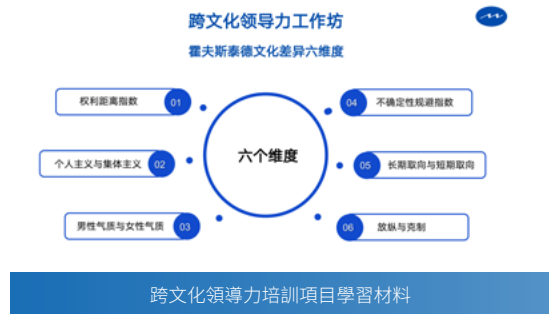 跨文化领导力工作坊
霍夫斯泰德文化差异六维度
权利距离指数 01
个人主义与集体主义 02
男性气质与女性气质 03
六个维度
04 不确定性规避指数
05 长期取向与短期取向
06 放纵与克制
跨文化領導力培訓項目學習材料